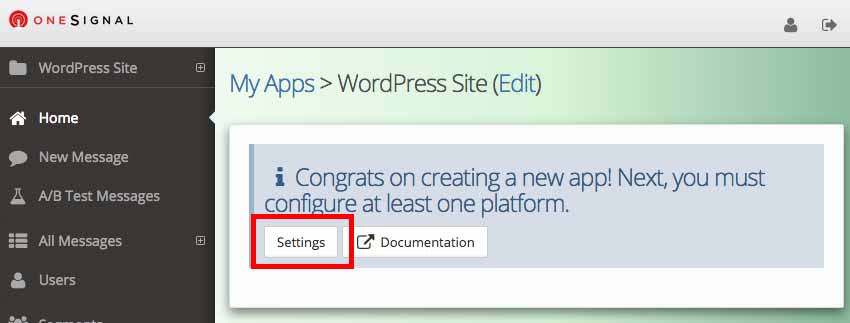 ONESIGNAL
WordPress Site
My Apps > WordPress Site (Edit)
Home
New Message
A/B Test Messages
All Messages
Users
Segments
Congrats on creating a new app! Next, you must
configure at least one platform.
Settings
Documentation